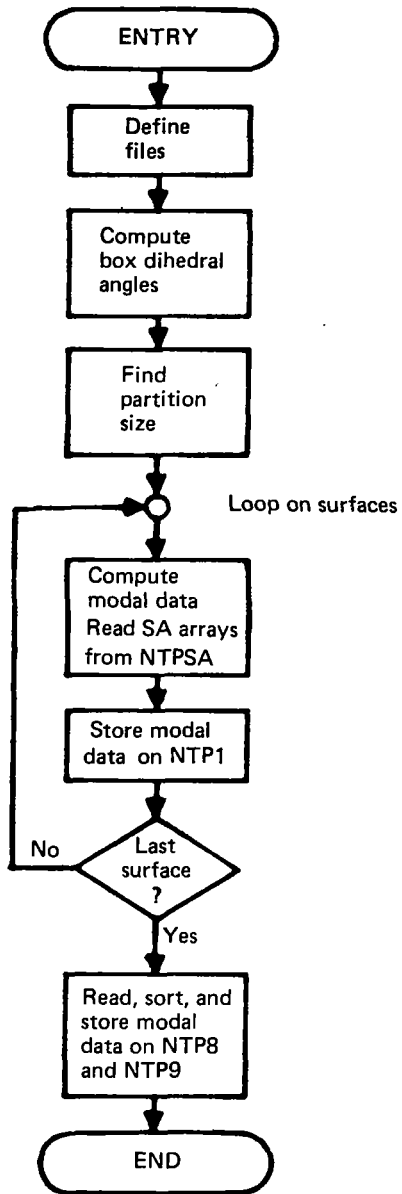 ENTRY
Define
files
Compute
box dihedral
angles
Find
partition
size
Loop on surfaces
Compute
modal data
Read SA arrays
from NTPSA
Store modal
data on NTP1
No
Last
surface
?
Yes
Read, sort, and
store modal
data on NTP8
and NTP9
END